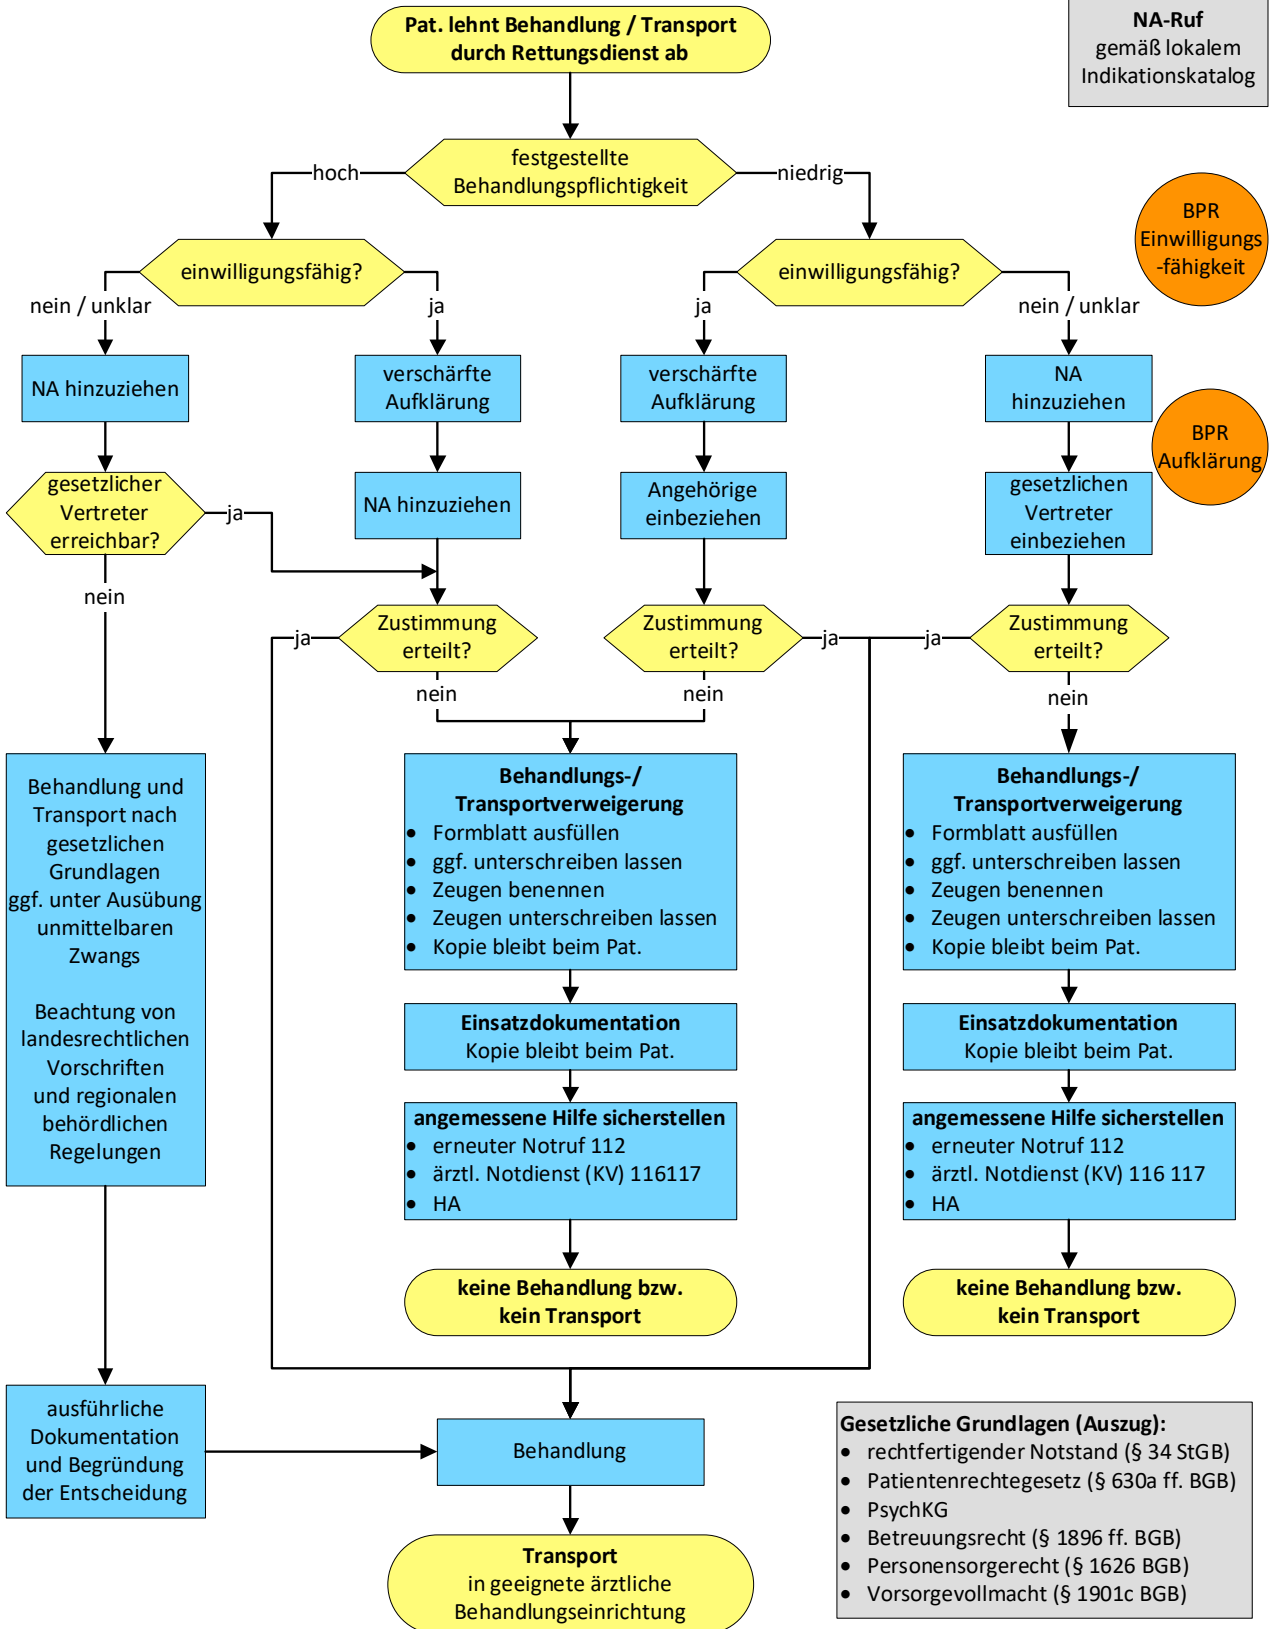 Pat. lehnt Behandlung / Transport
durch Rettungsdienst ab
NA-Ruf
gemäß lokalem
Indikationskatalog
festgestellte
Behandlungspflichtigkeit
hoch
niedrig
BPR
Einwilligungs
-fähigkeit
einwilligungsfähig?
einwilligungsfähig?
nein / unklar
ja
ja
nein / unklar
NA hinzuziehen
verschärfte
Aufklärung
verschärfte
Aufklärung
NA
hinzuziehen
BPR
Aufklärung
gesetzlicher
Vertreter
erreichbar?
ja
NA hinzuziehen
Angehörige
einbeziehen
gesetzlichen
Vertreter
einbeziehen
nein
ja
Zustimmung
erteilt?
Zustimmung
erteilt?
ja
ja
Zustimmung
erteilt?
nein
nein
nein
Behandlung und
Transport nach
gesetzlichen
Grundlagen
ggf. unter Ausübung
unmittelbaren
Zwangs
Beachtung von
landesrechtlichen
Vorschriften
und regionalen
behördlichen
Regelungen
Behandlungs-/
Transportverweigerung
• Formblatt ausfüllen
• ggf. unterschreiben lassen
• Zeugen benennen
• Zeugen unterschreiben lassen
• Kopie bleibt beim Pat.
Behandlungs-/
Transportverweigerung
• Formblatt ausfüllen
• ggf. unterschreiben lassen
• Zeugen benennen
• Zeugen unterschreiben lassen
• Kopie bleibt beim Pat.
Einsatzdokumentation
Kopie bleibt beim Pat.
Einsatzdokumentation
Kopie bleibt beim Pat.
angemessene Hilfe sicherstellen
• erneuter Notruf 112
• ärztl. Notdienst (KV) 116117
• HA
angemessene Hilfe sicherstellen
• erneuter Notruf 112
• ärztl. Notdienst (KV) 116 117
• HA
keine Behandlung bzw.
kein Transport
keine Behandlung bzw.
kein Transport
ausführliche
Dokumentation
und Begründung
der Entscheidung
Behandlung
Transport
in geeignete ärztliche
Behandlungseinrichtung
Gesetzliche Grundlagen (Auszug):
• rechtfertigender Notstand (§ 34 StGB)
• Patientenrechtegesetz (§ 630a ff. BGB)
• PsychKG
• Betreuungsrecht (§ 1896 ff. BGB)
• Personensorgerecht (§ 1626 BGB)
• Vorsorgevollmacht (§ 1901c BGB)